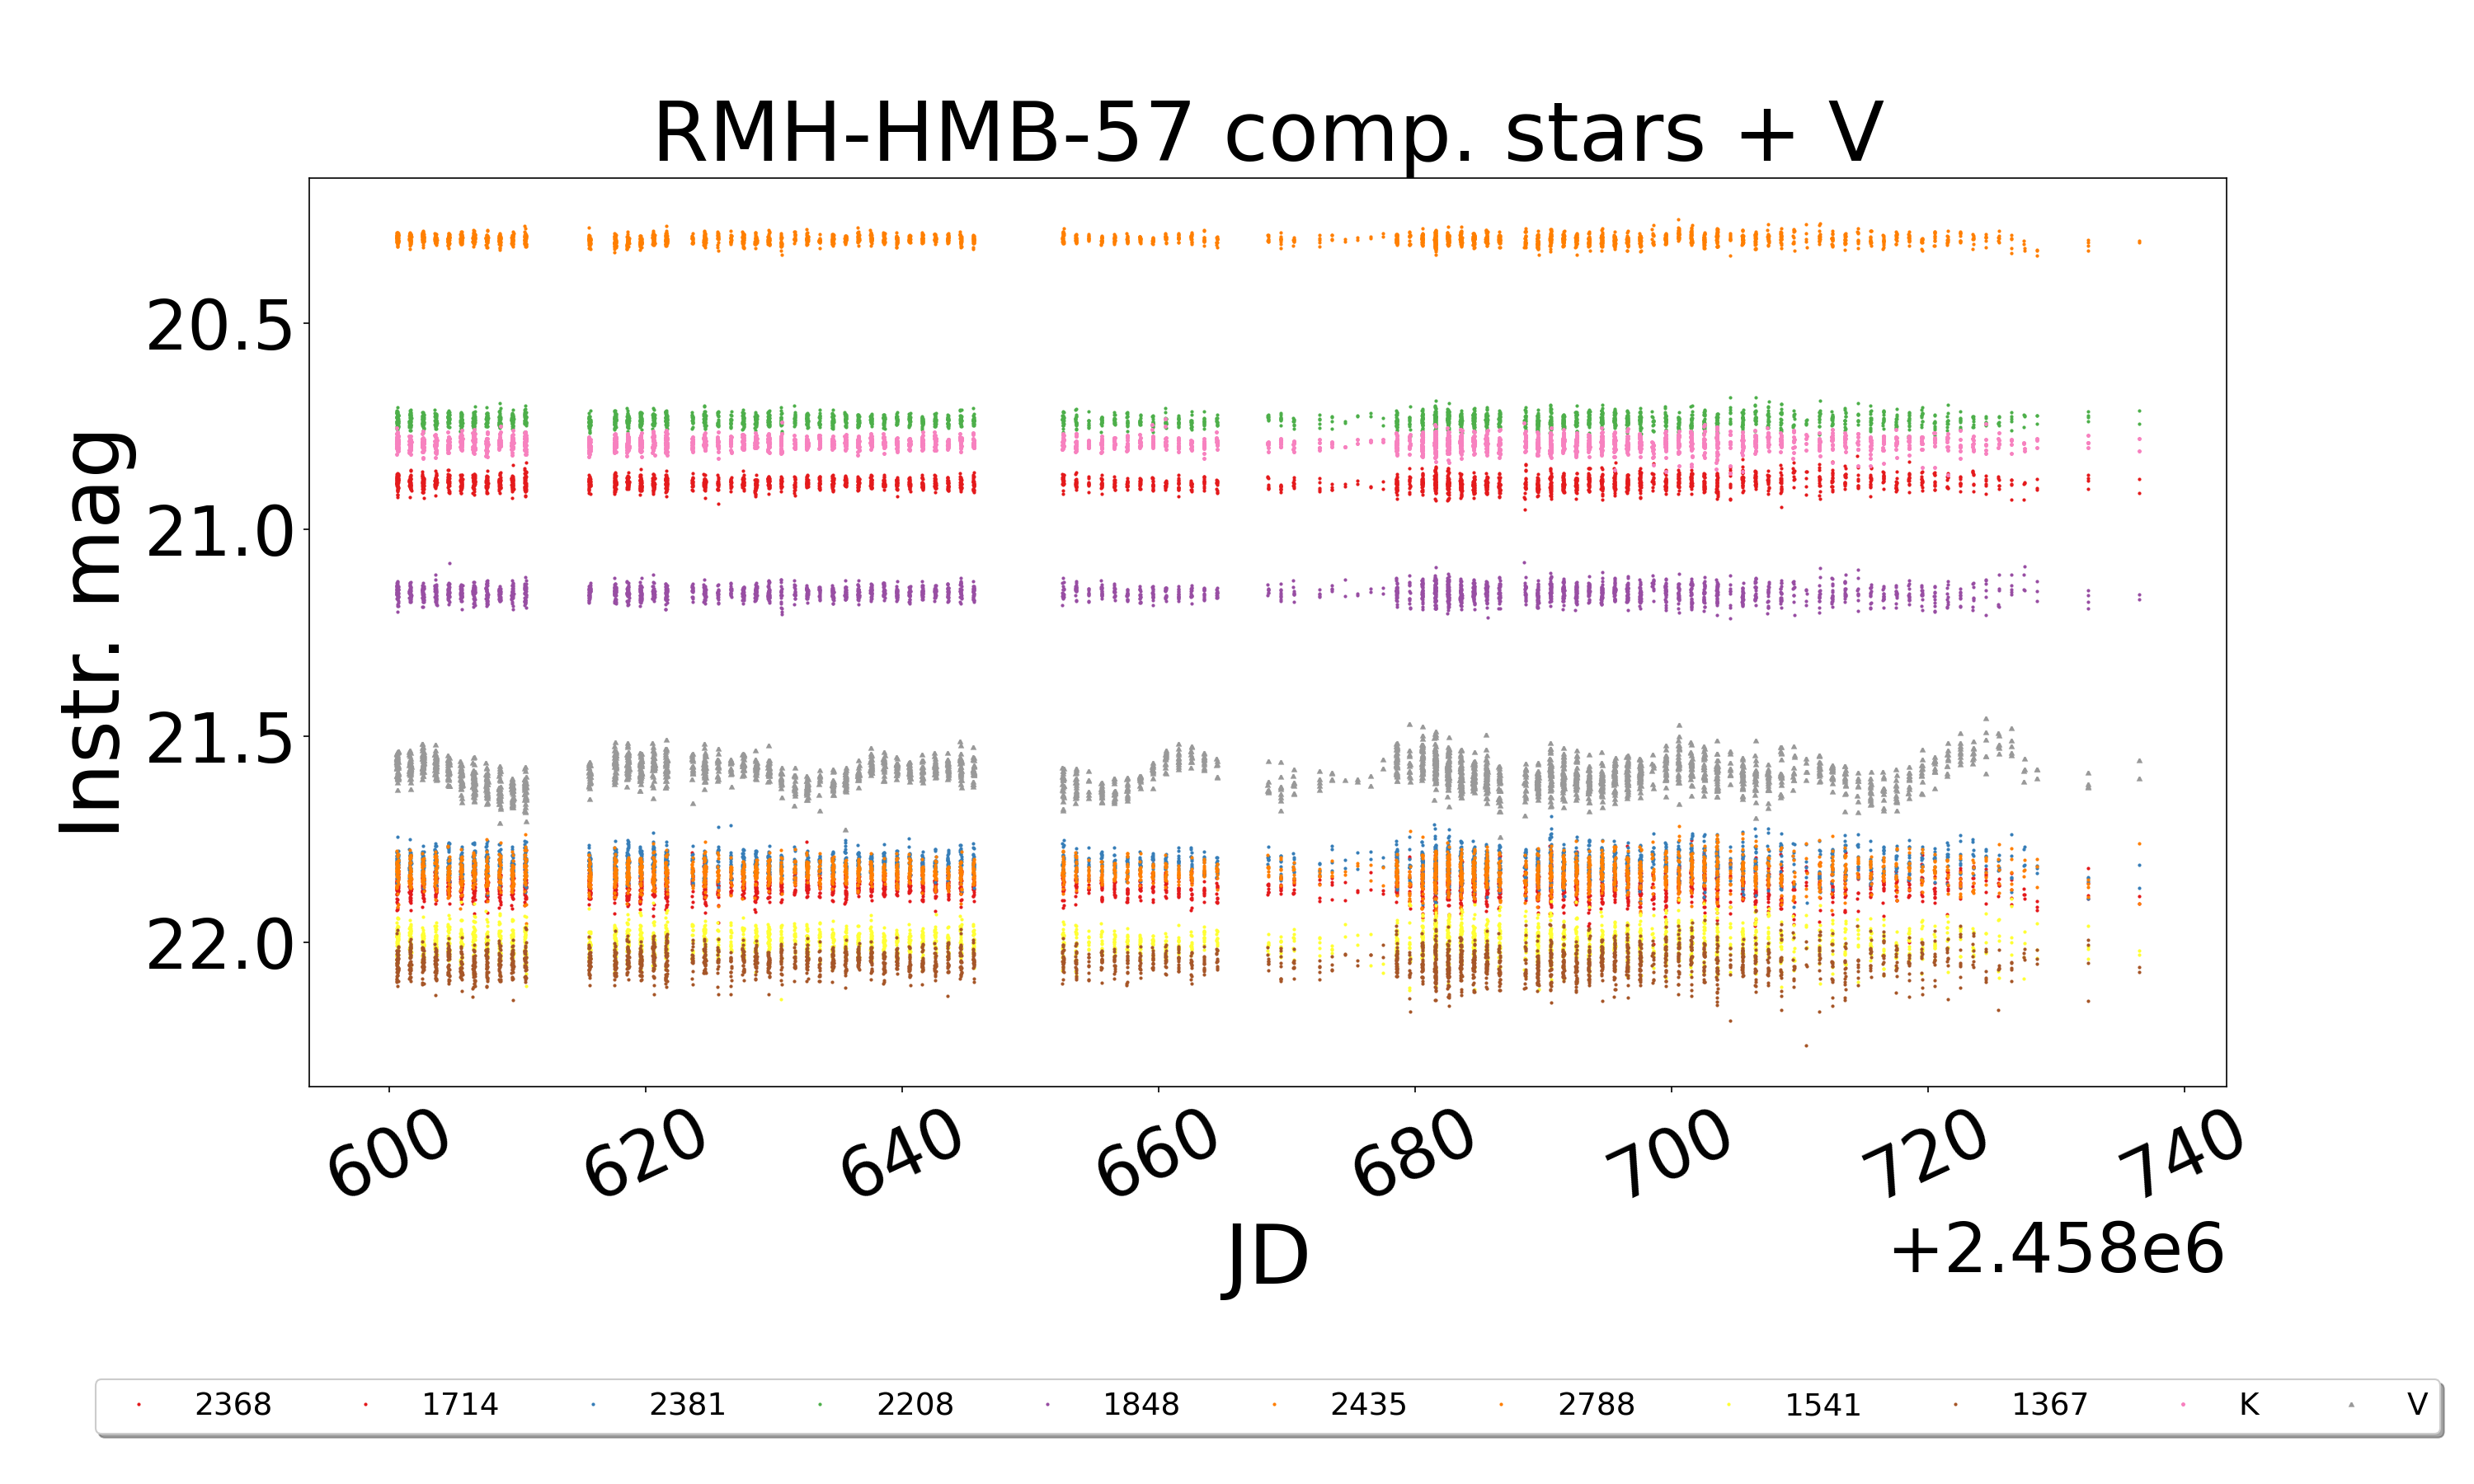 RMH-HMB-57 comp. stars + V
Instr. mag
20.5
21.0
21.5
22.0
600 620 640 660 680 700 720 740
JD
+2.458e6
2368 1714 2381 2208 1848 2435 2788 1541 1367 K V